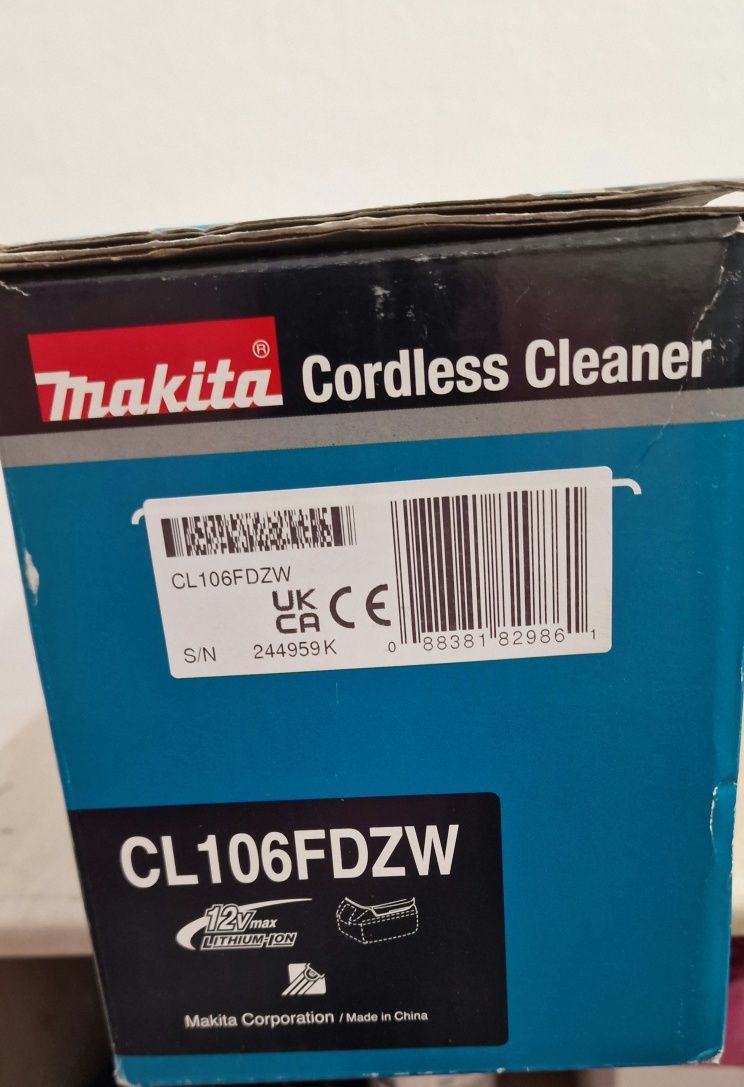 makita® Cordless Cleaner
CL106FDZW
UK
CA CE
S/N 244959K
0 88381 82986 1
CL106FDZW
12Vmax
LITHIUM-ION
Makita Corporation / Made in China